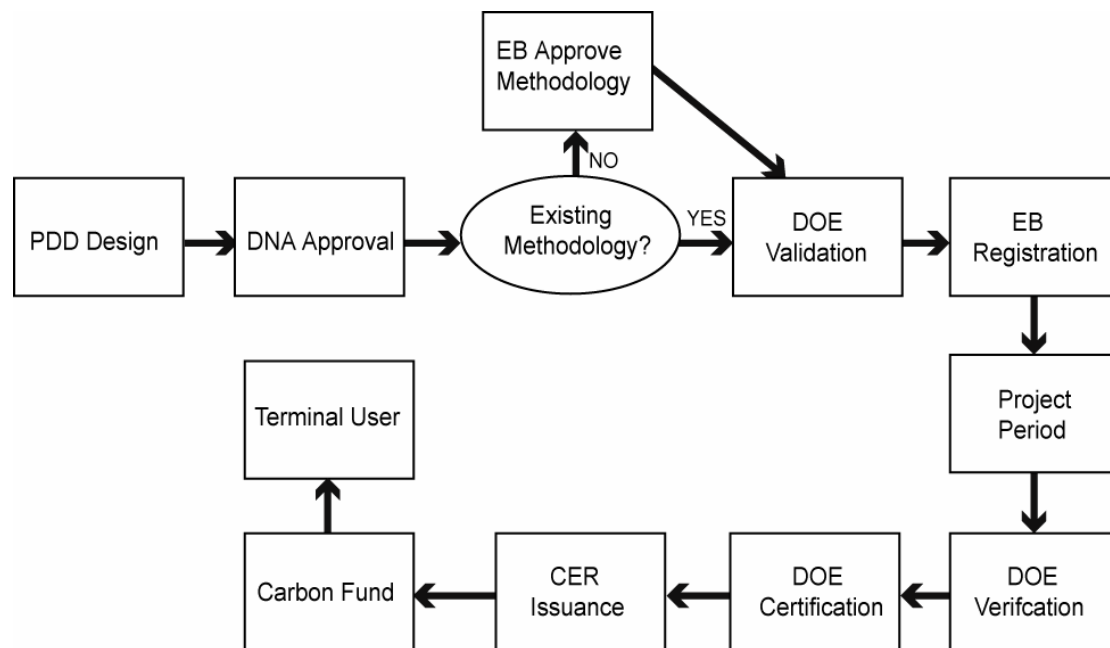 EB Approve
Methodology
NO
PDD Design
DNA Approval
Existing
Methodology?
YES
DOE
Validation
EB
Registration
Project
Period
Terminal User
Carbon Fund
CER
Issuance
DOE
Certification
DOE
Verifcation